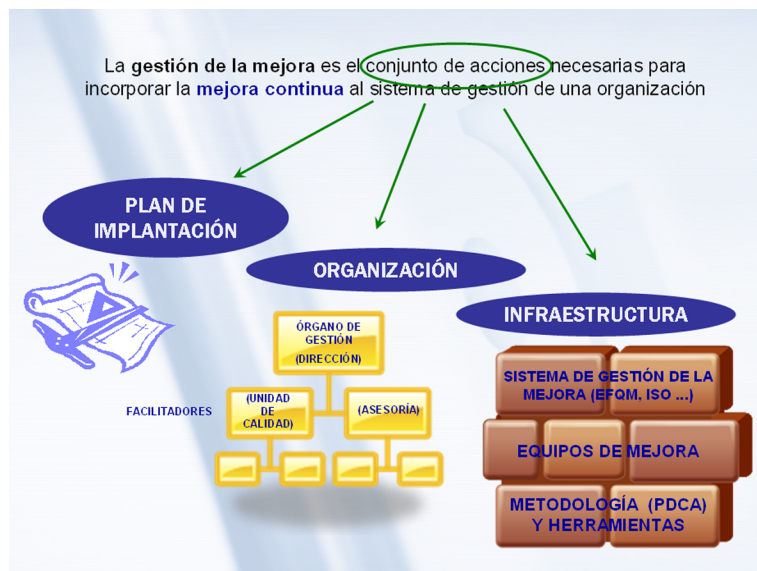 La gestión de la mejora es el conjunto de acciones necesarias para
incorporar la mejora continua al sistema de gestión de una organización
PLAN DE
IMPLANTACIÓN
ORGANIZACIÓN
INFRAESTRUCTURA
ÓRGANO DE
GESTIÓN
(DIRECCIÓN)
FACILITADORES
(UNIDAD
DE
CALIDAD)
(ASESORÍA)
SISTEMA DE GESTIÓN DE LA
MEJORA (EFQM, ISO ...)
EQUIPOS DE MEJORA
METODOLOGÍA (PDCA)
Y HERRAMIENTAS